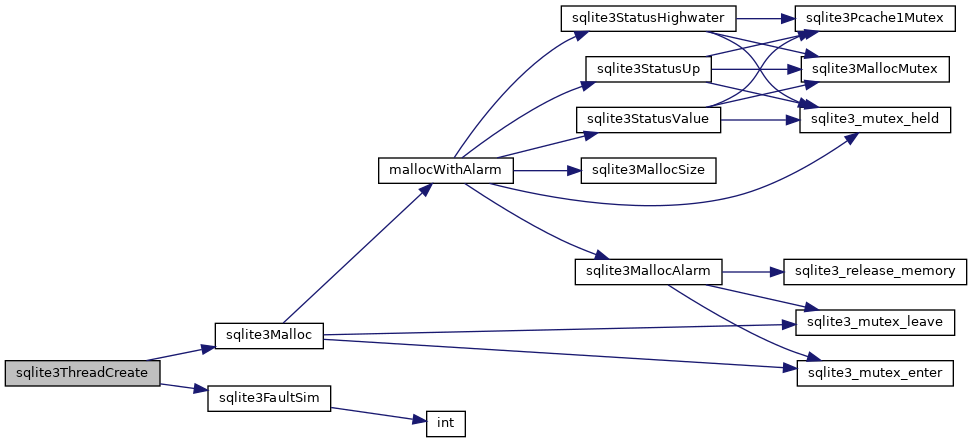 sqlite3StatusHighwater
sqlite3Pcache1Mutex
sqlite3StatusUp
sqlite3MallocMutex
sqlite3StatusValue
sqlite3_mutex_held
mallocWithAlarm
sqlite3MallocSize
sqlite3MallocAlarm
sqlite3_release_memory
sqlite3_mutex_leave
sqlite3Malloc
sqlite3ThreadCreate
sqlite3_mutex_enter
sqlite3FaultSim
int